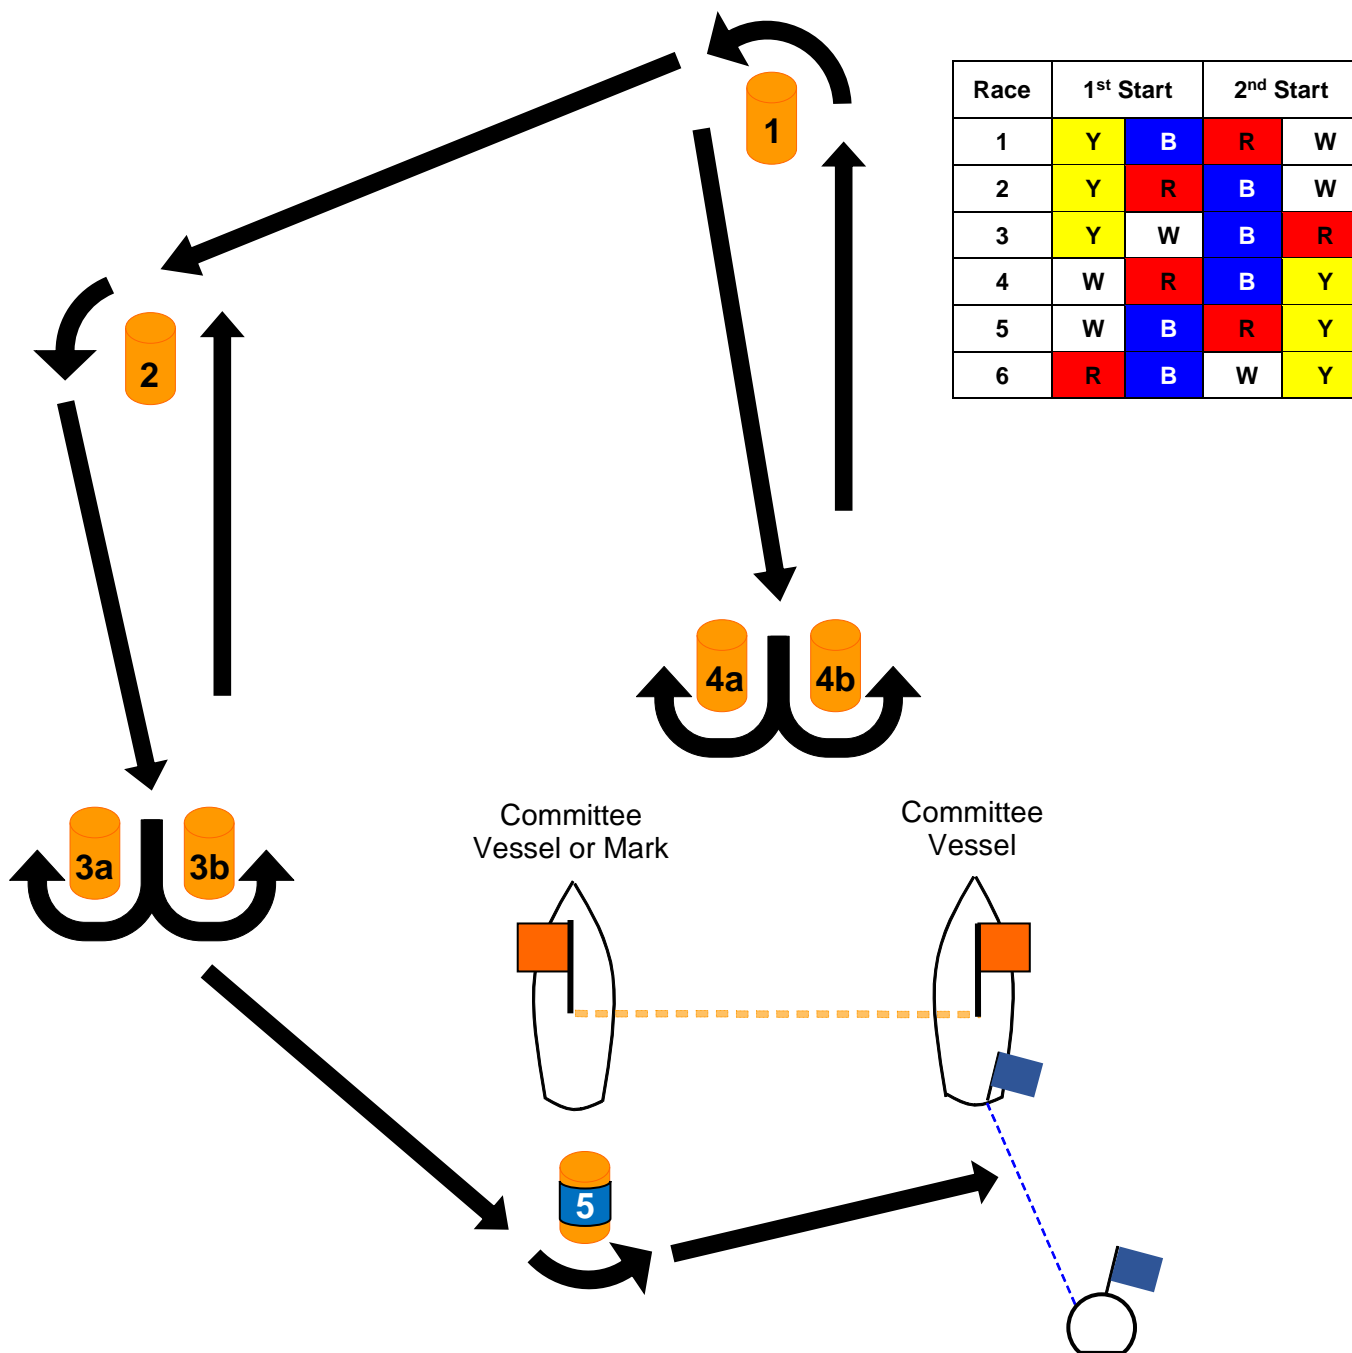 1
Race 1st Start 2nd Start
1 Y B R W
2 Y R B W
3 Y W B R
4 W R B Y
5 W B R Y
6 R B W Y
2
4a 4b
Committee
Vessel or Mark
Committee
Vessel
3a 3b
5